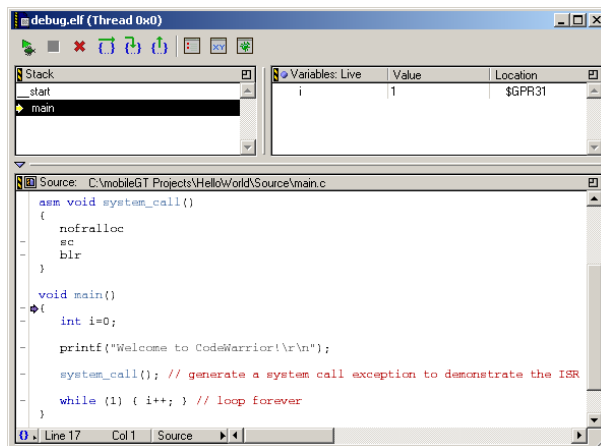 debug.elf (Thread 0x0)
Stack
__start
main
Variables: Live Value Location
i 1 $GPR31
Source: C:\mobileGT Projects\HelloWorld\Source\main.c
asm void system_call()
{
nofralloc
sc
blr
}
void main()
{
int i=0;
printf("Welcome to CodeWarrior!\r\n");
system_call(); // generate a system call exception to demonstrate the ISR
while (1) { i++; } // loop forever
}
Line 17 Col 1 Source